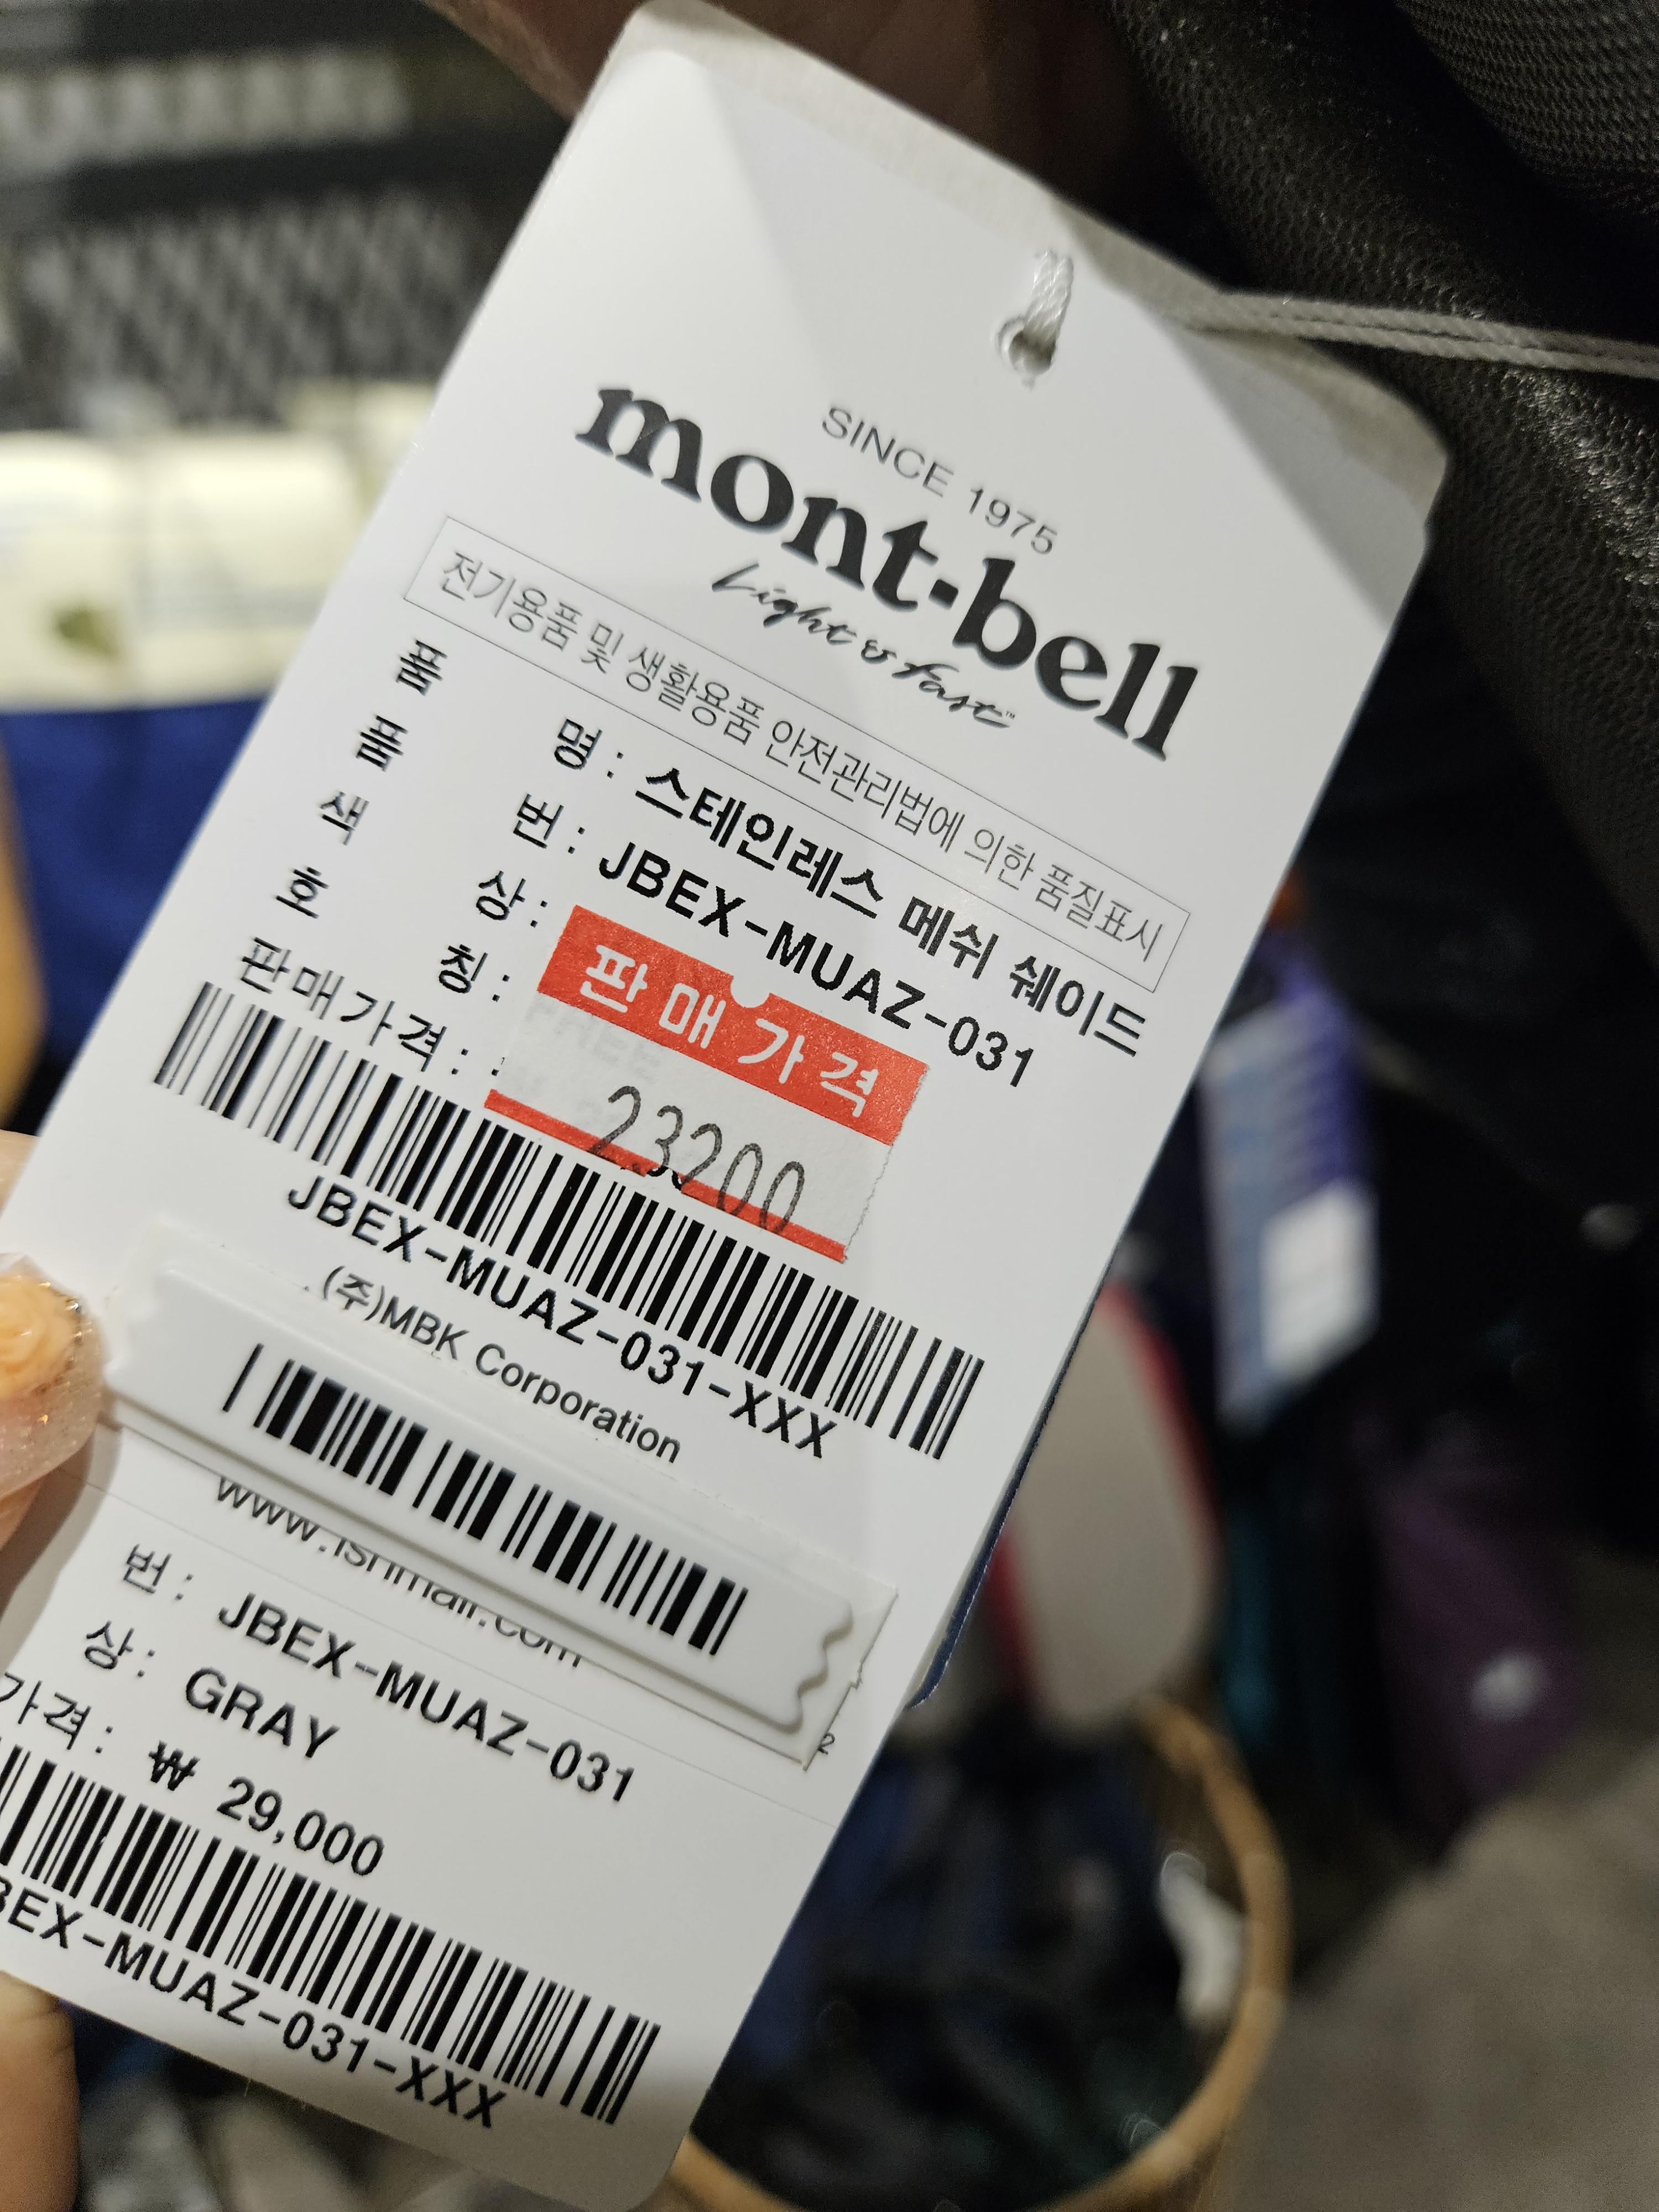 SINCE 1975
mont-bell
Light & Fast™
전기용품 및 생활용품 안전관리법에 의한 품질표시
품 명 : 스테인레스 메쉬 쉐이드
품 번 : JBEX-MUAZ-031
색 상 :
호 칭 :
판매가격 :
판매가격
23200
JBEX-MUAZ-031-XXX
(주)MBK Corporation
번 : JBEX-MUAZ-031
상 : GRAY
가격 : ₩ 29,000
BEX-MUAZ-031-XXX